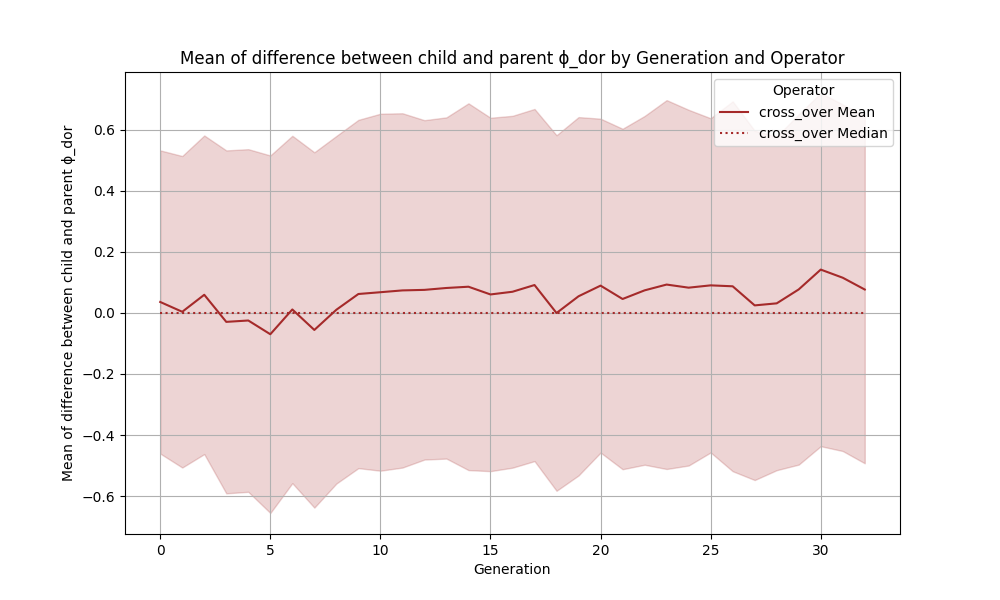 Mean of difference between child and parent ϕ_dor by Generation and Operator
Operator
cross_over Mean
cross_over Median
Mean of difference between child and parent ϕ_dor
0.6
0.4
0.2
0.0
−0.2
−0.4
−0.6
0 5 10 15 20 25 30
Generation